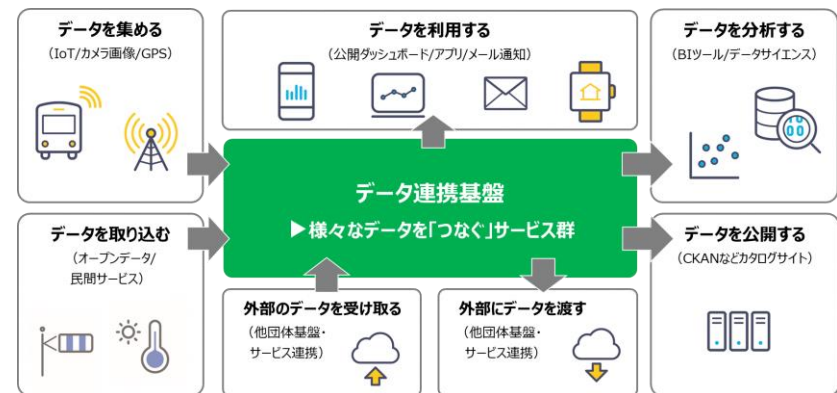 データを集める
(IoT/カメラ画像/GPS)
データを利用する
(公開ダッシュボード/アプリ/メール通知)
データを分析する
(BIツール/データサイエンス)
データ連携基盤
▶様々なデータを「つなぐ」サービス群
データを取り込む
(オープンデータ/
民間サービス)
外部のデータを受け取る
(他団体基盤・
サービス連携)
外部にデータを渡す
(他団体基盤・
サービス連携)
データを公開する
(CKANなどカタログサイト)